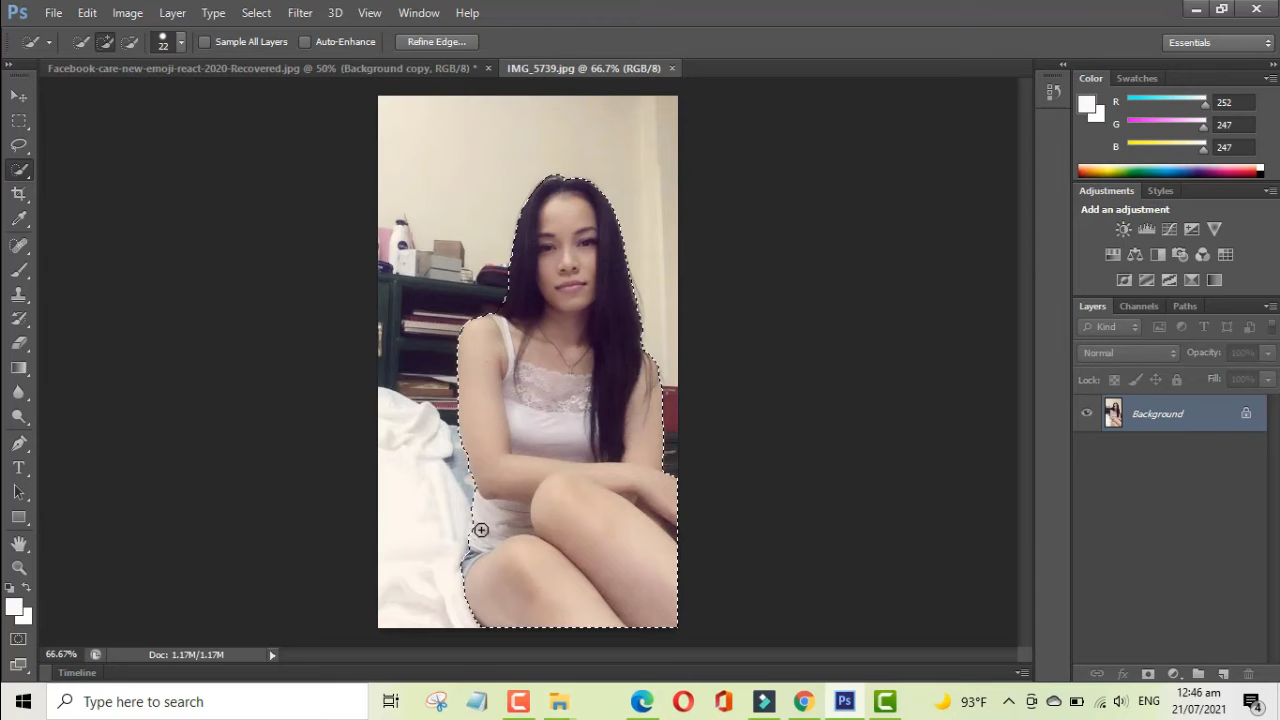 Ps File Edit Image Layer Type Select Filter 3D View Window Help
22 Sample All Layers Auto-Enhance Refine Edge... Essentials
Facebook-care-new-emoji-react-2020-Recovered.jpg @ 50% (Background copy, RGB/8) * × IMG_5739.jpg @ 66.7% (RGB/8) ×
Color Swatches
R 252
G 247
B 247
Adjustments Styles
Add an adjustment
Layers Channels Paths
Kind
Normal Opacity: 100%
Lock: Fill: 100%
Background
66.67% Doc: 1.17M/1.17M
Timeline
Type here to search
93°F ENG
12:46 am
21/07/2021
4